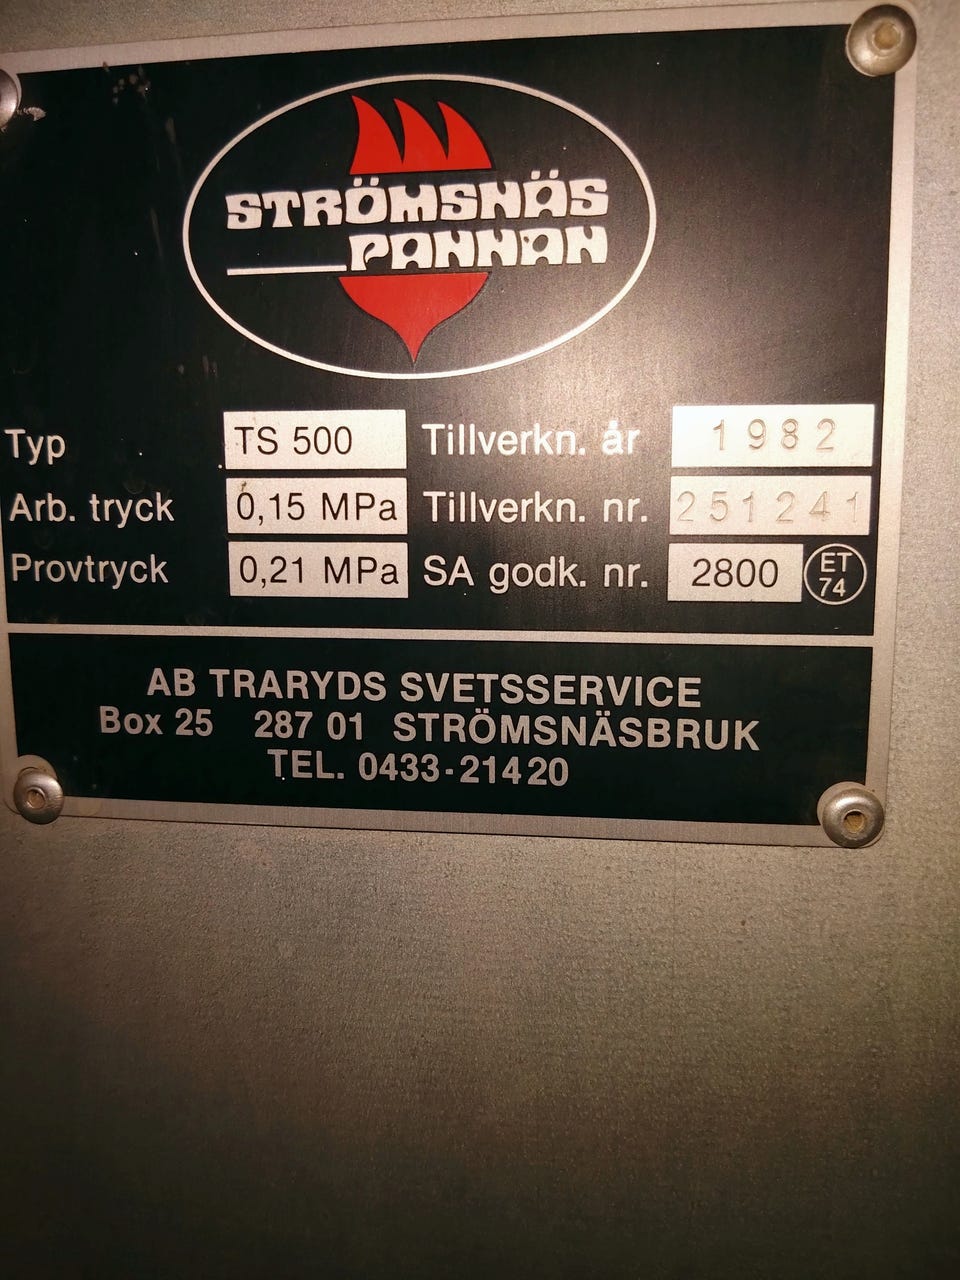 STRÖMSNÄS
PANNAN
Typ TS 500 Tillverkn. år 1982
Arb. tryck 0,15 MPa Tillverkn. nr. 251241
Provtryck 0,21 MPa SA godk. nr. 2800 ET 74
AB TRARYDS SVETSSERVICE
Box 25 287 01 STRÖMSNÄSBRUK
TEL. 0433-21420